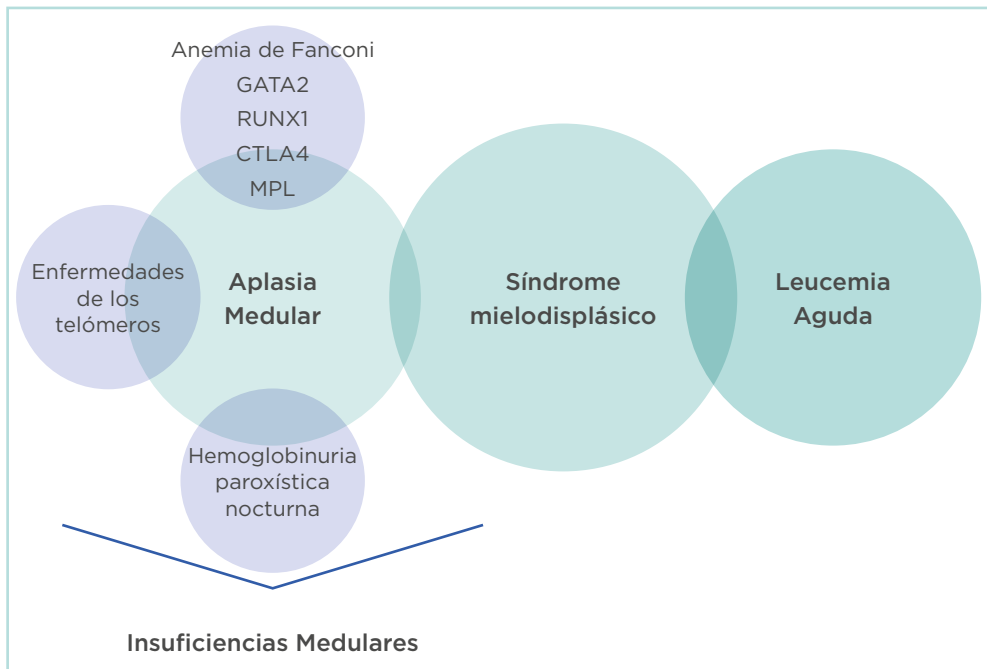 Anemia de Fanconi
GATA2
RUNX1
CTLA4
MPL
Enfermedades
de los
telómeros
Aplasia
Medular
Síndrome
mielodisplásico
Leucemia
Aguda
Hemoglobinuria
paroxística
nocturna
Insuficiencias Medulares